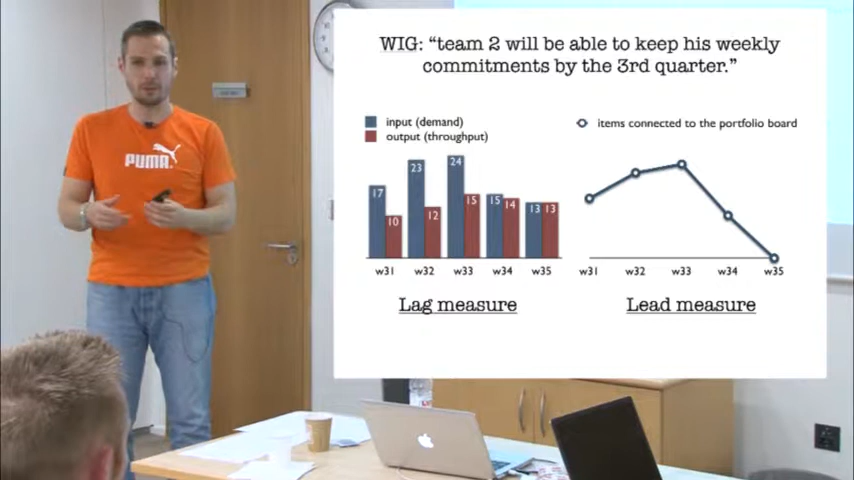 WIG: “team 2 will be able to keep his weekly
commitments by the 3rd quarter.”
input (demand)
output (throughput)
items connected to the portfolio board
17 10 23 12 24 15 15 14 13 13
w31 w32 w33 w34 w35
w31 w32 w33 w34 w35
Lag measure
Lead measure
PUMA